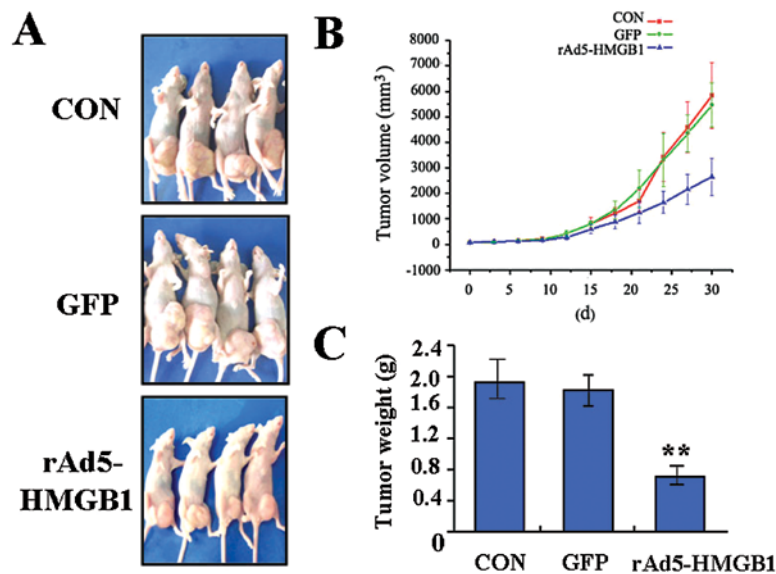 A
CON
GFP
rAd5-
HMGB1
B
CON
GFP
rAd5-HMGB1
Tumor volume (mm³)
8000
7000
6000
5000
4000
3000
2000
1000
0
-1000
0 5 10 15 20 25 30
(d)
C
Tumor weight (g)
2.4
2.0
1.6
1.2
0.8
0.4
0
**
CON GFP rAd5-HMGB1